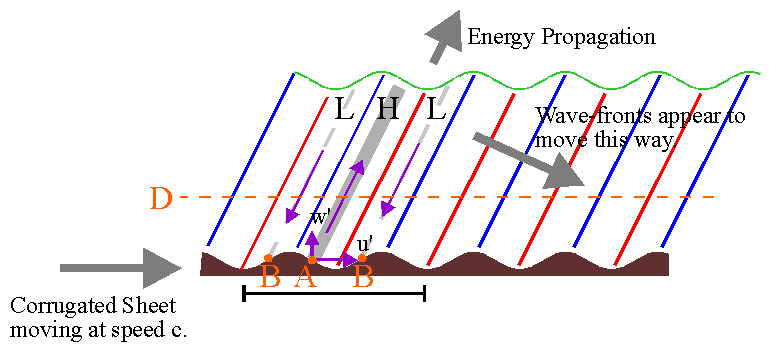 Energy Propagation
L H L
Wave-fronts appear to
move this way.
D
w'
u'
B A B
Corrugated Sheet
moving at speed c.